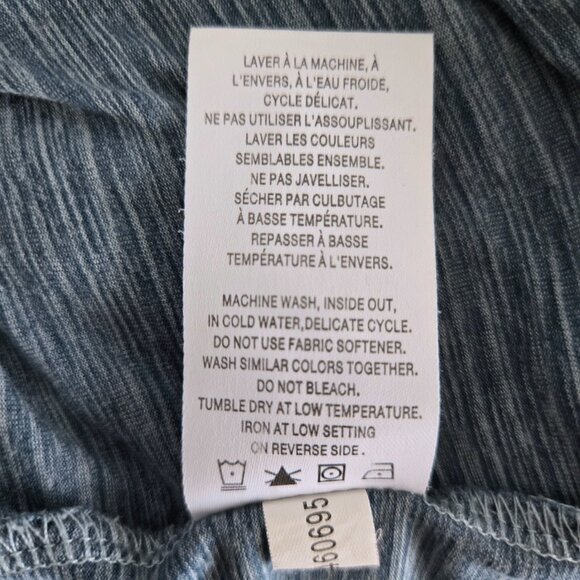 LAVER À LA MACHINE, À
L'ENVERS, À L'EAU FROIDE,
CYCLE DÉLICAT.
NE PAS UTILISER L'ASSOUPLISSANT.
LAVER LES COULEURS
SEMBLABLES ENSEMBLE.
NE PAS JAVELLISER.
SÉCHER PAR CULBUTAGE
À BASSE TEMPÉRATURE.
REPASSER À BASSE
TEMPÉRATURE À L'ENVERS.
MACHINE WASH, INSIDE OUT,
IN COLD WATER,DELICATE CYCLE.
DO NOT USE FABRIC SOFTENER.
WASH SIMILAR COLORS TOGETHER.
DO NOT BLEACH.
TUMBLE DRY AT LOW TEMPERATURE.
IRON AT LOW SETTING
ON REVERSE SIDE .